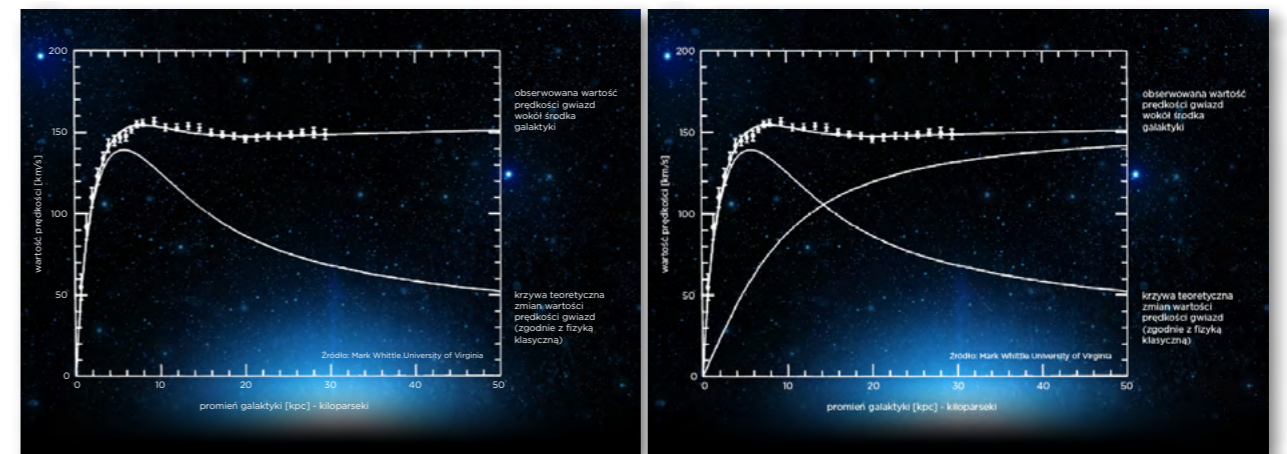 200
150
100
50
0
0
10
20
30
40
50
wartość prędkości [km/s]
promień galaktyki [kpc] - kiloparseki
obserwowana wartość
prędkości gwiazd
wokół środka
galaktyki
krzywa teoretyczna
zmian wartości
prędkości gwiazd
(zgodnie z fizyką
klasyczną)
Źródło: Mark Whittle,University of Virginia
200
150
100
50
0
0
10
20
30
40
50
wartość prędkości [km/s]
promień galaktyki [kpc] - kiloparseki
obserwowana wartość
prędkości gwiazd
wokół środka
galaktyki
krzywa teoretyczna
zmian wartości
prędkości gwiazd
(zgodnie z fizyką
klasyczną)
Źródło: Mark Whittle University of Virginia